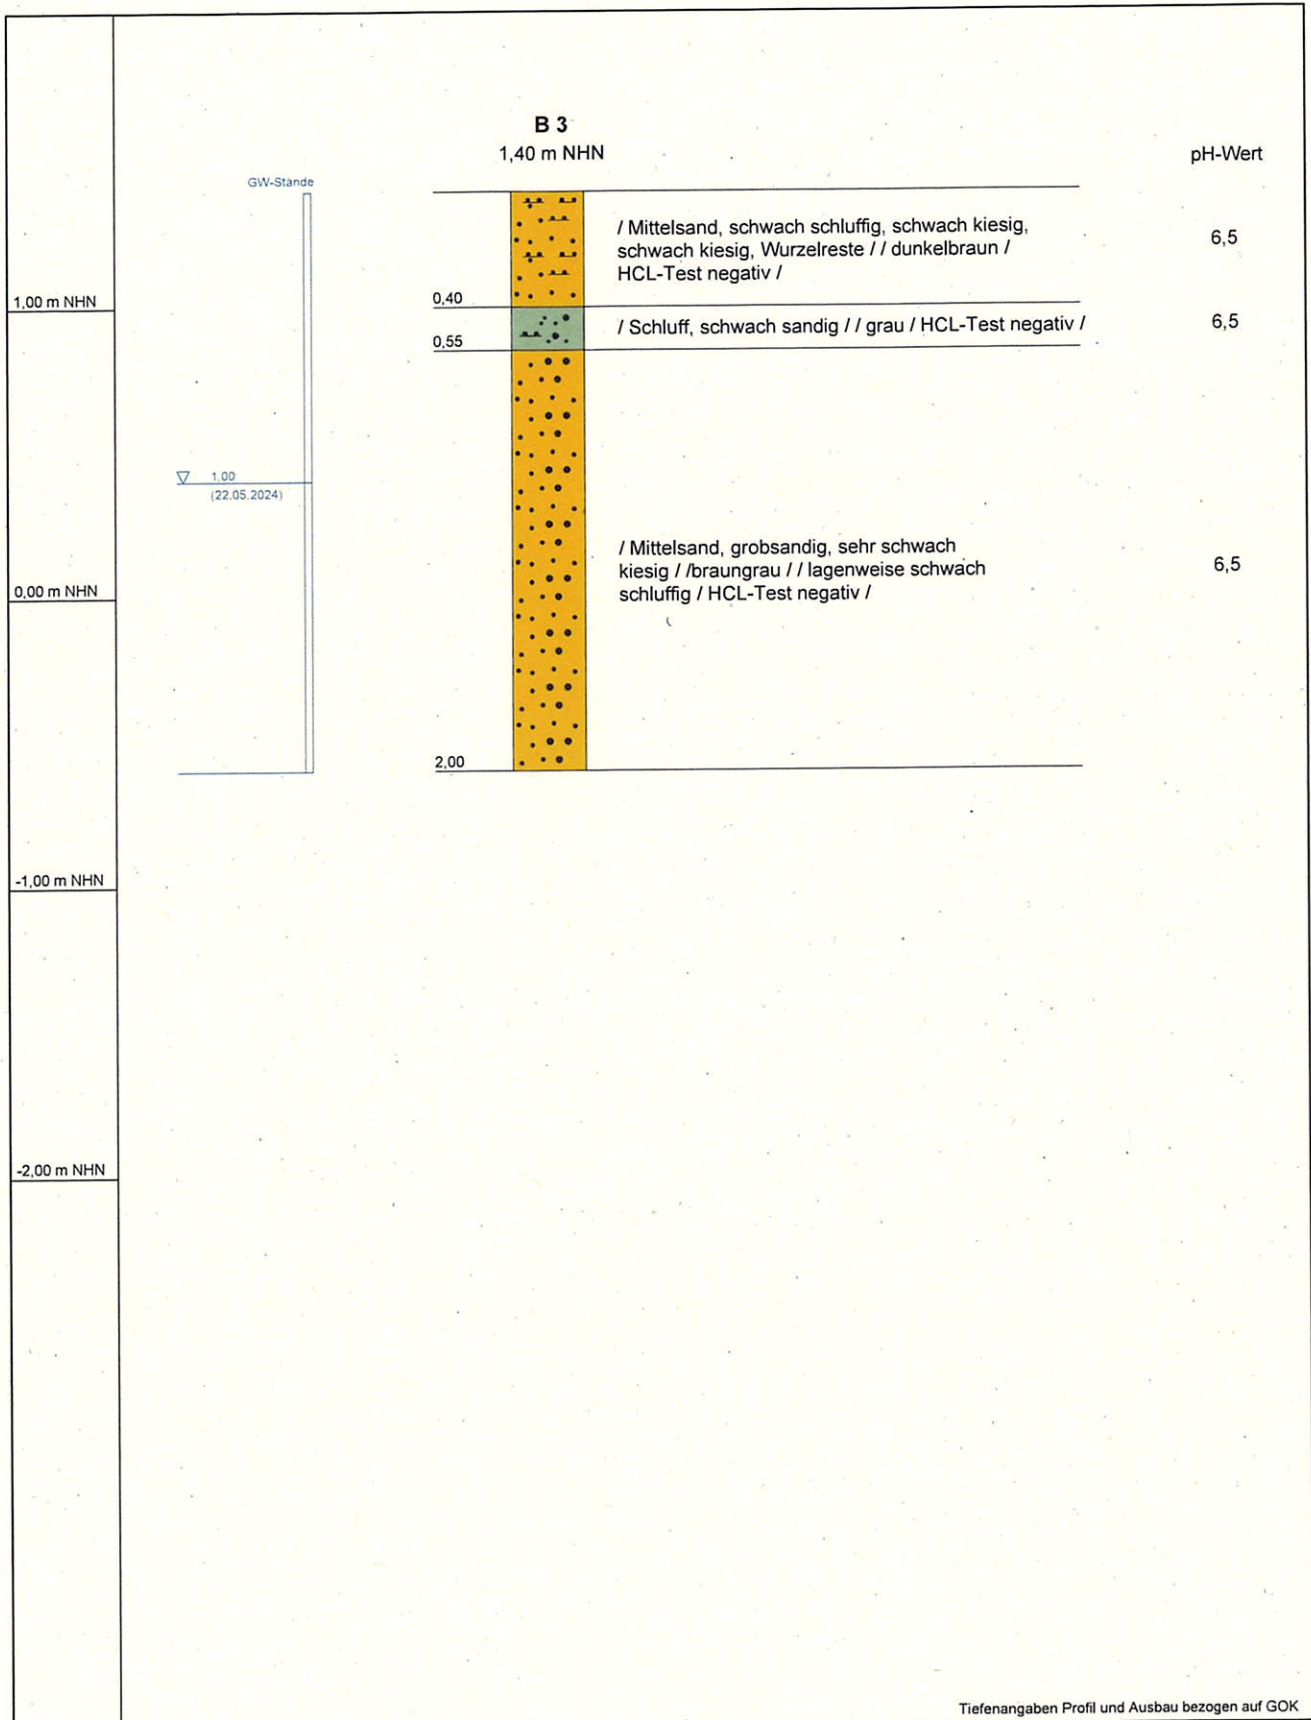 B 3
1,40 m NHN
pH-Wert
GW-Stände
/ Mittelsand, schwach schluffig, schwach kiesig,
schwach kiesig, Wurzelreste / / dunkelbraun /
HCL-Test negativ /
6,5
1,00 m NHN
0,40
/ Schluff, schwach sandig / / grau / HCL-Test negativ /
6,5
0,55
1,00
(22.05.2024)
/ Mittelsand, grobsandig, sehr schwach
kiesig / /braungrau / / lagenweise schwach
schluffig / HCL-Test negativ /
6,5
0,00 m NHN
2,00
-1,00 m NHN
-2,00 m NHN
Tiefenangaben Profil und Ausbau bezogen auf GOK